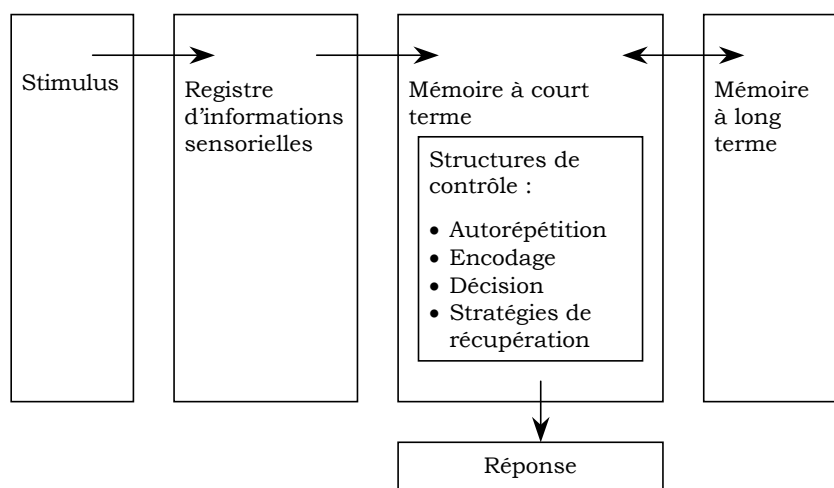 Stimulus
Registre
d’informations
sensorielles
Mémoire à court
terme
Structures de
contrôle :
• Autorépétition
• Encodage
• Décision
• Stratégies de
récupération
Mémoire
à long
terme
Réponse